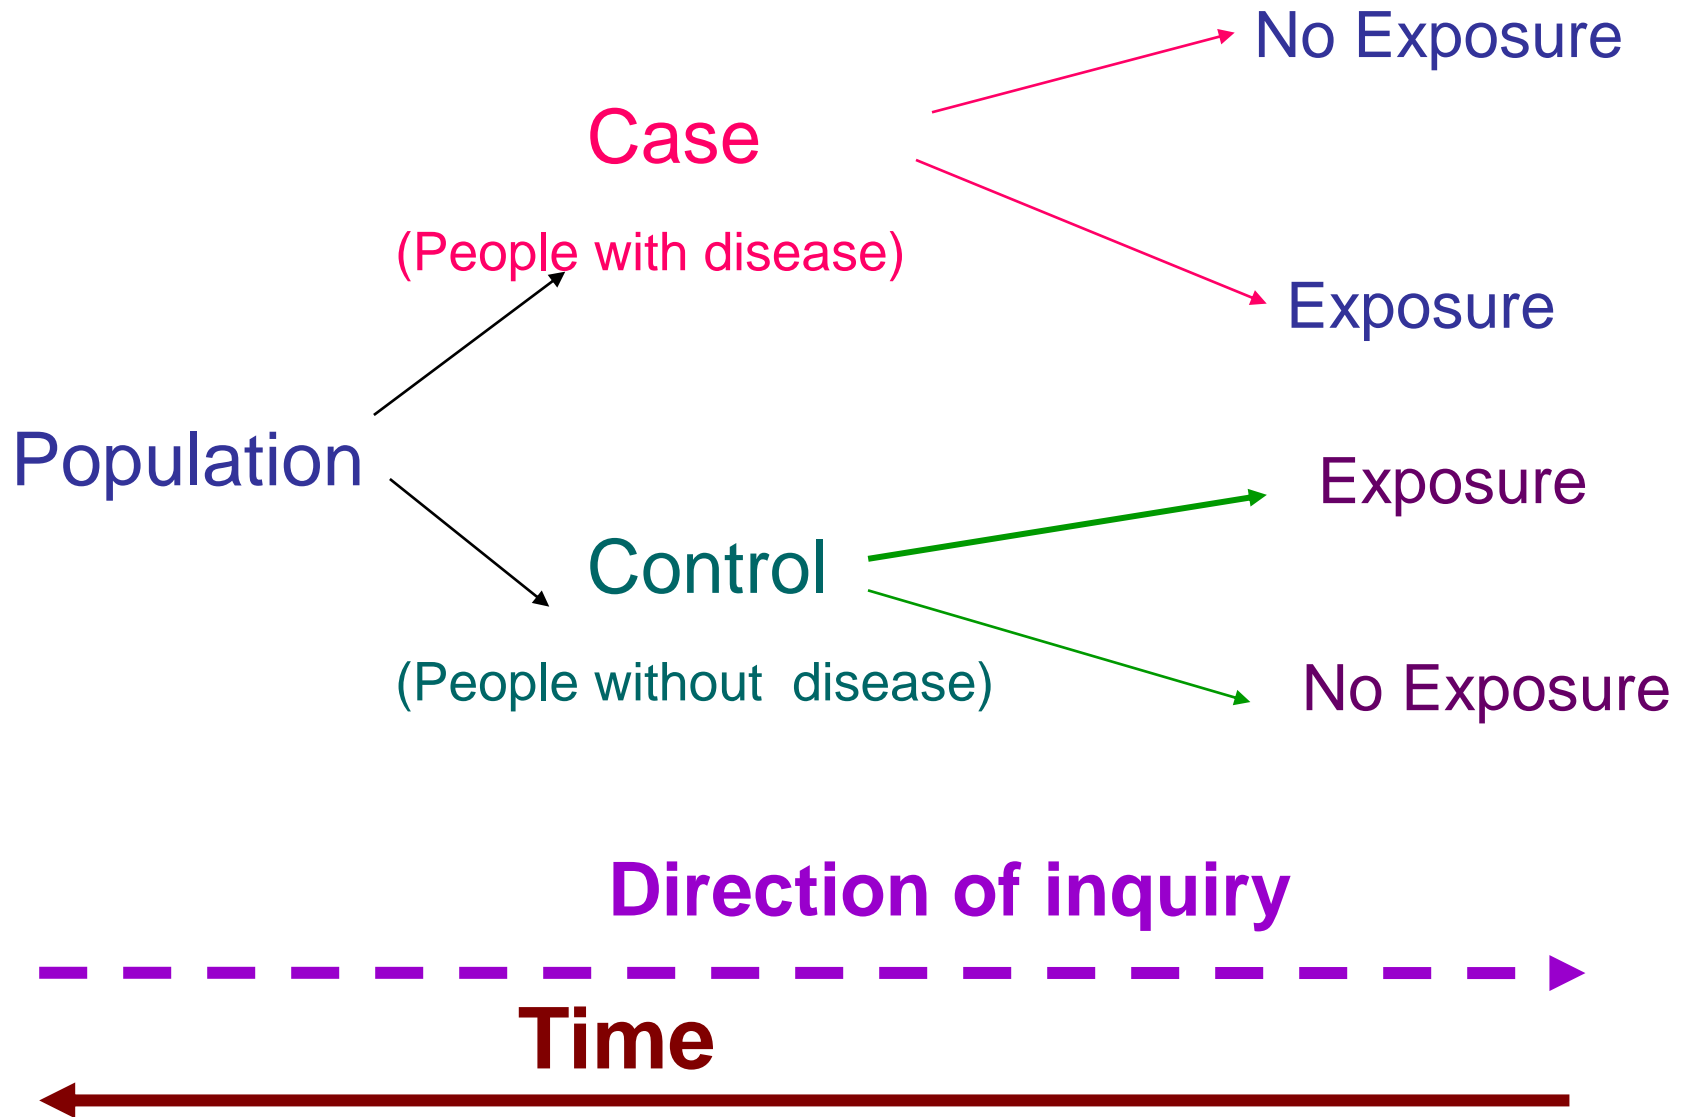 No Exposure
Case
(People with disease)
Exposure
Population
Exposure
Control
(People without  disease)
No Exposure
Direction of inquiry
Time